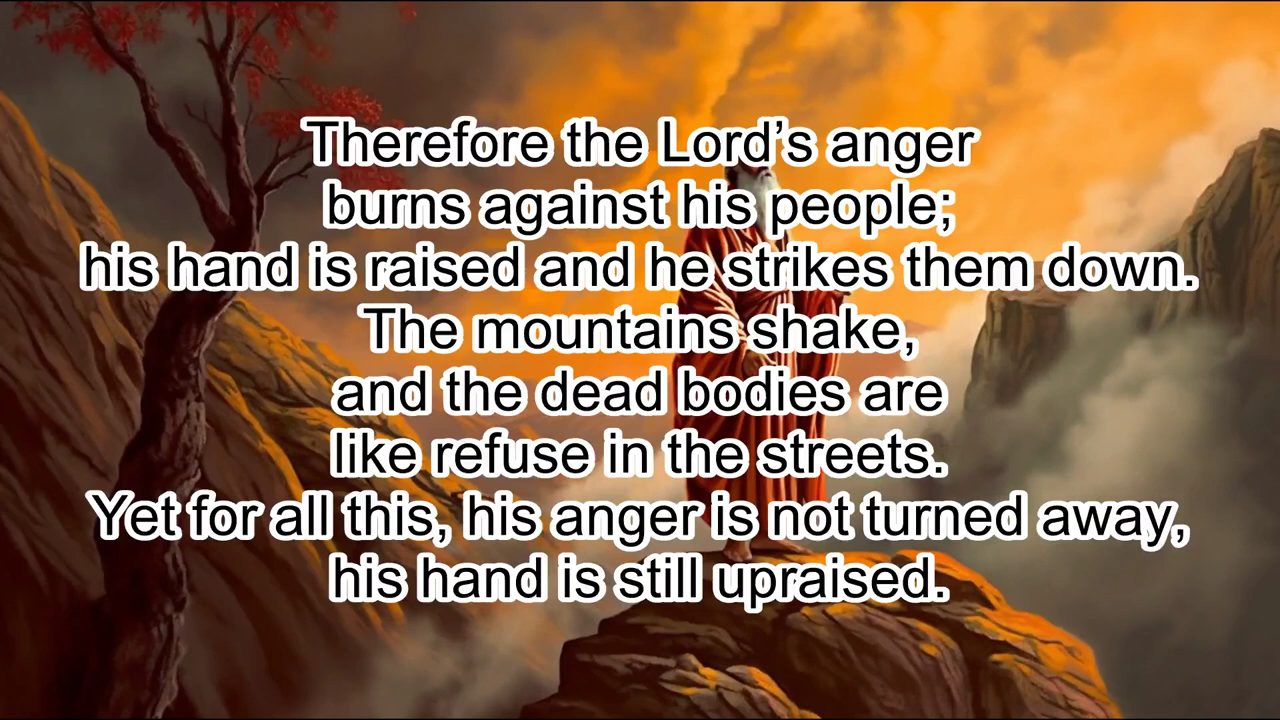 Therefore the Lord’s anger
burns against his people;
his hand is raised and he strikes them down.
The mountains shake,
and the dead bodies are
like refuse in the streets.
Yet for all this, his anger is not turned away,
his hand is still upraised.